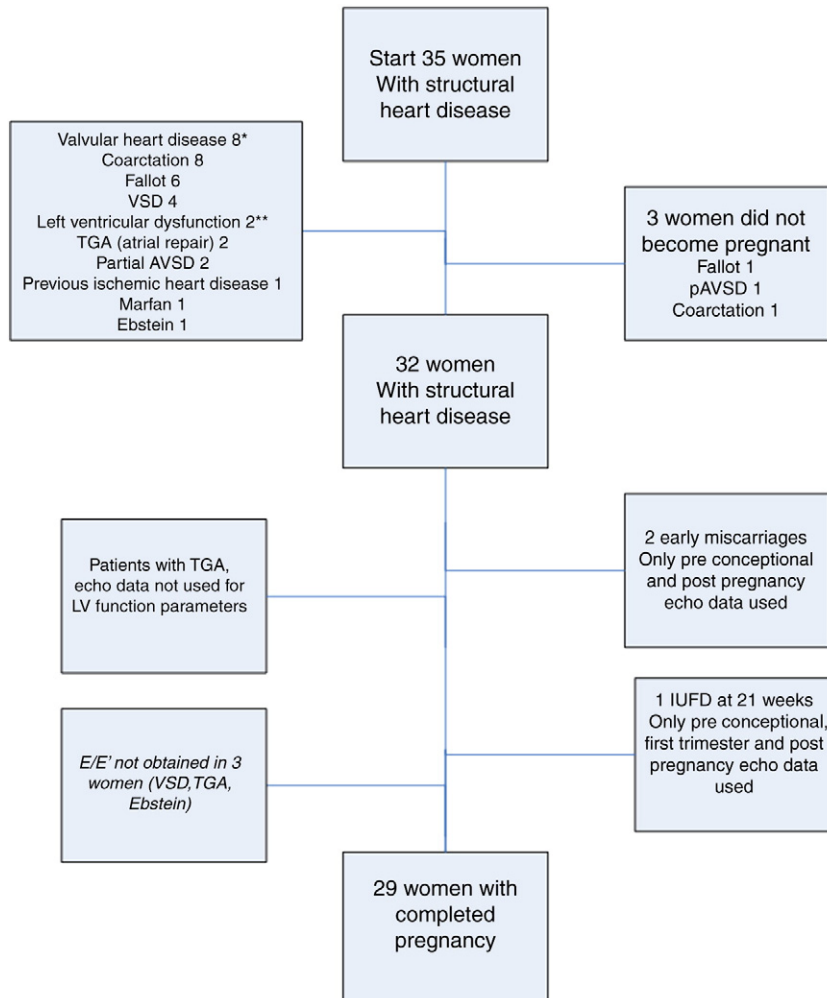 Start 35 women
With structural
heart disease
Valvular heart disease 8*
Coarctation 8
Fallot 6
VSD 4
Left ventricular dysfunction 2**
TGA (atrial repair) 2
Partial AVSD 2
Previous ischemic heart disease 1
Marfan 1
Ebstein 1
3 women did not
become pregnant
Fallot 1
pAVSD 1
Coarctation 1
32 women
With structural
heart disease
Patients with TGA,
echo data not used for
LV function parameters
2 early miscarriages
Only pre conceptional
and post pregnancy
echo data used
E/E' not obtained in 3
women (VSD,TGA,
Ebstein)
1 IUFD at 21 weeks
Only pre conceptional,
first trimester and post
pregnancy echo data
used
29 women with
completed
pregnancy